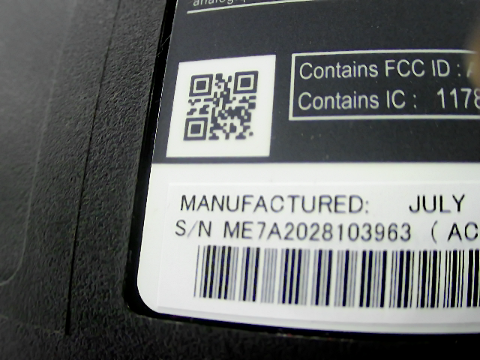 Contains FCC ID :
Contains IC : 1178
MANUFACTURED: JULY
S/N ME7A2028103963 ( AC